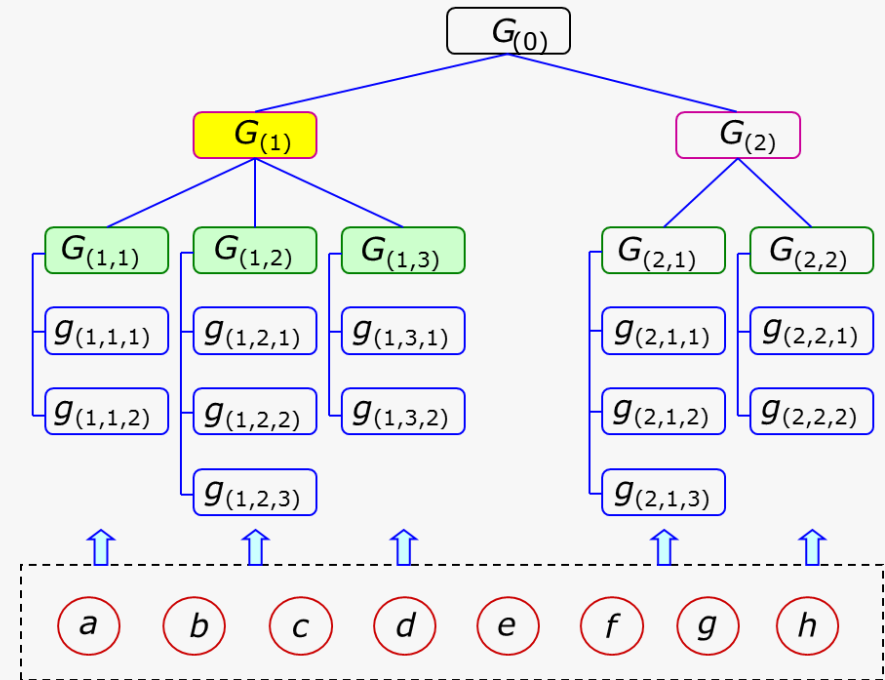 G(0)
G(1) G(2)
G(1,1) G(1,2) G(1,3) G(2,1) G(2,2)
g(1,1,1) g(1,2,1) g(1,3,1) g(2,1,1) g(2,2,1)
g(1,1,2) g(1,2,2) g(1,3,2) g(2,1,2) g(2,2,2)
g(1,2,3) g(2,1,3)
a b c d e f g h